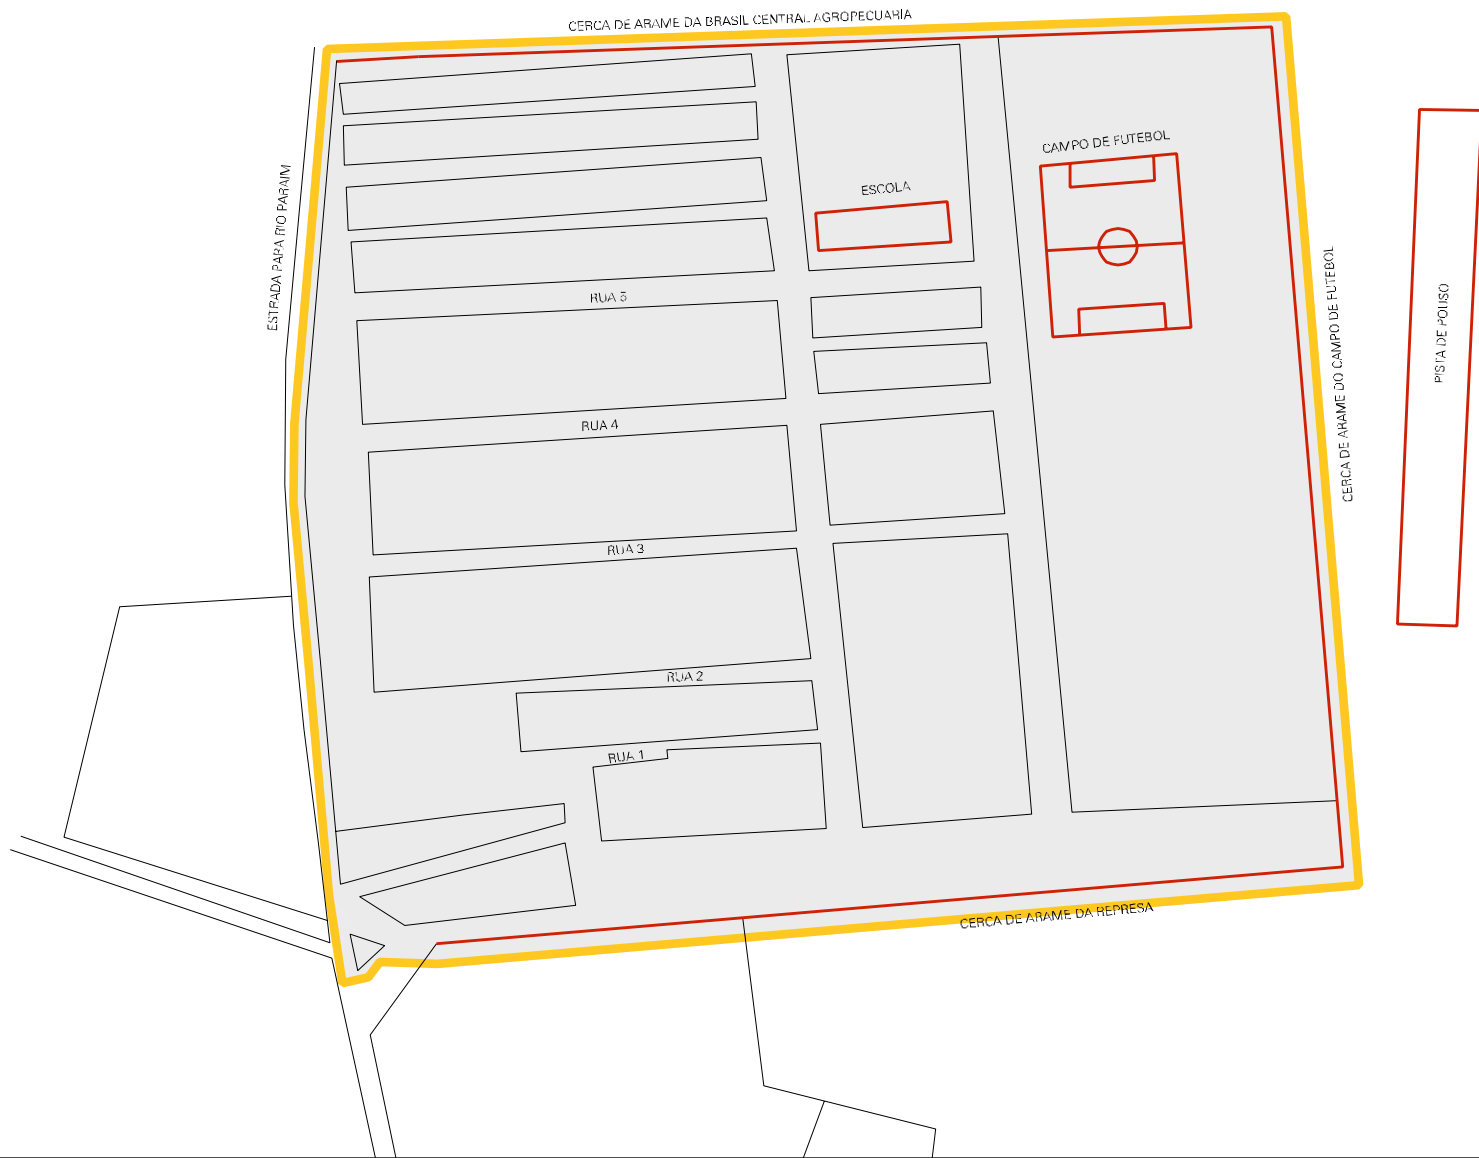 CERCA DE ARAME DA BRASIL CENTRAL AGROPECUARIA
CAMPO DE FUTEBOL
ESCOLA
ESTRADA PARA RIO PARAIM
RUA 5
CERCA DE ARAME DO CAMPO DE FUTEBOL
PISTA DE POUSO
RUA 4
RUA 3
RUA 2
RUA 1
CERCA DE ARAME DA REPRESA